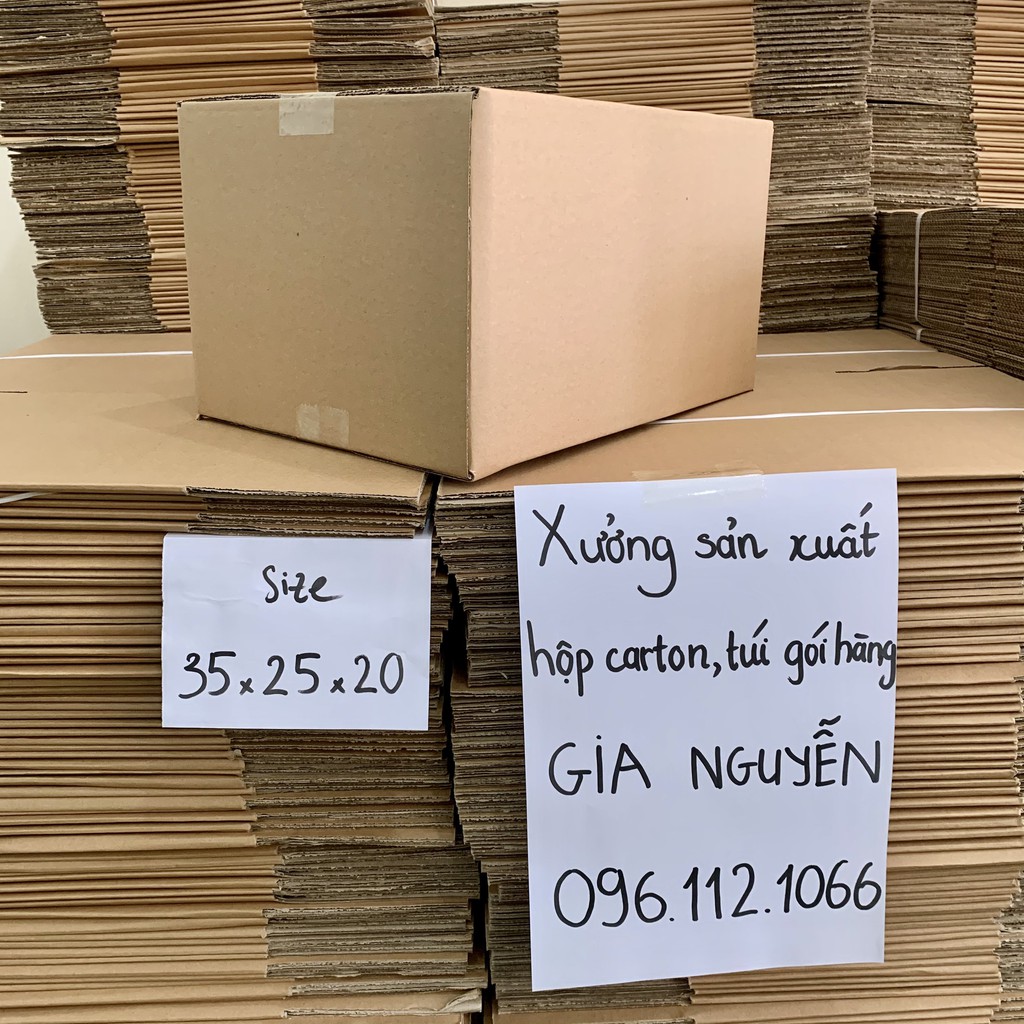 Size
35x25x20
Xưởng sản xuất
hộp carton, túi gói hàng
GIA NGUYỄN
096.112.1066